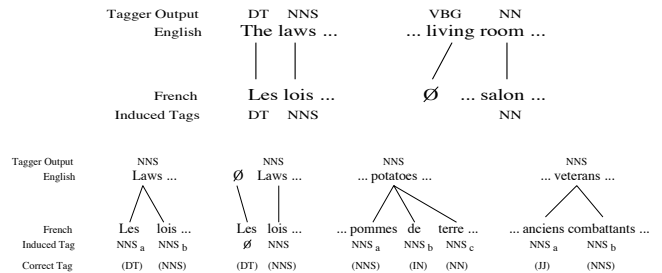 Tagger Output DT NNS VBG NN
English The laws ... ... living room ...
French Les lois ... Ø ... salon ...
Induced Tags DT NNS NN
Tagger Output NNS NNS NNS NNS
English Laws ... Ø Laws ... ... potatoes ... ... veterans ...
French Les lois ... Les lois ... ... pommes de terre ... ... anciens combattants ...
Induced Tag NNS a NNS b Ø NNS NNS a NNS b NNS c NNS a NNS b
Correct Tag (DT) (NNS) (DT) (NNS) (NNS) (IN) (NN) (JJ) (NNS)